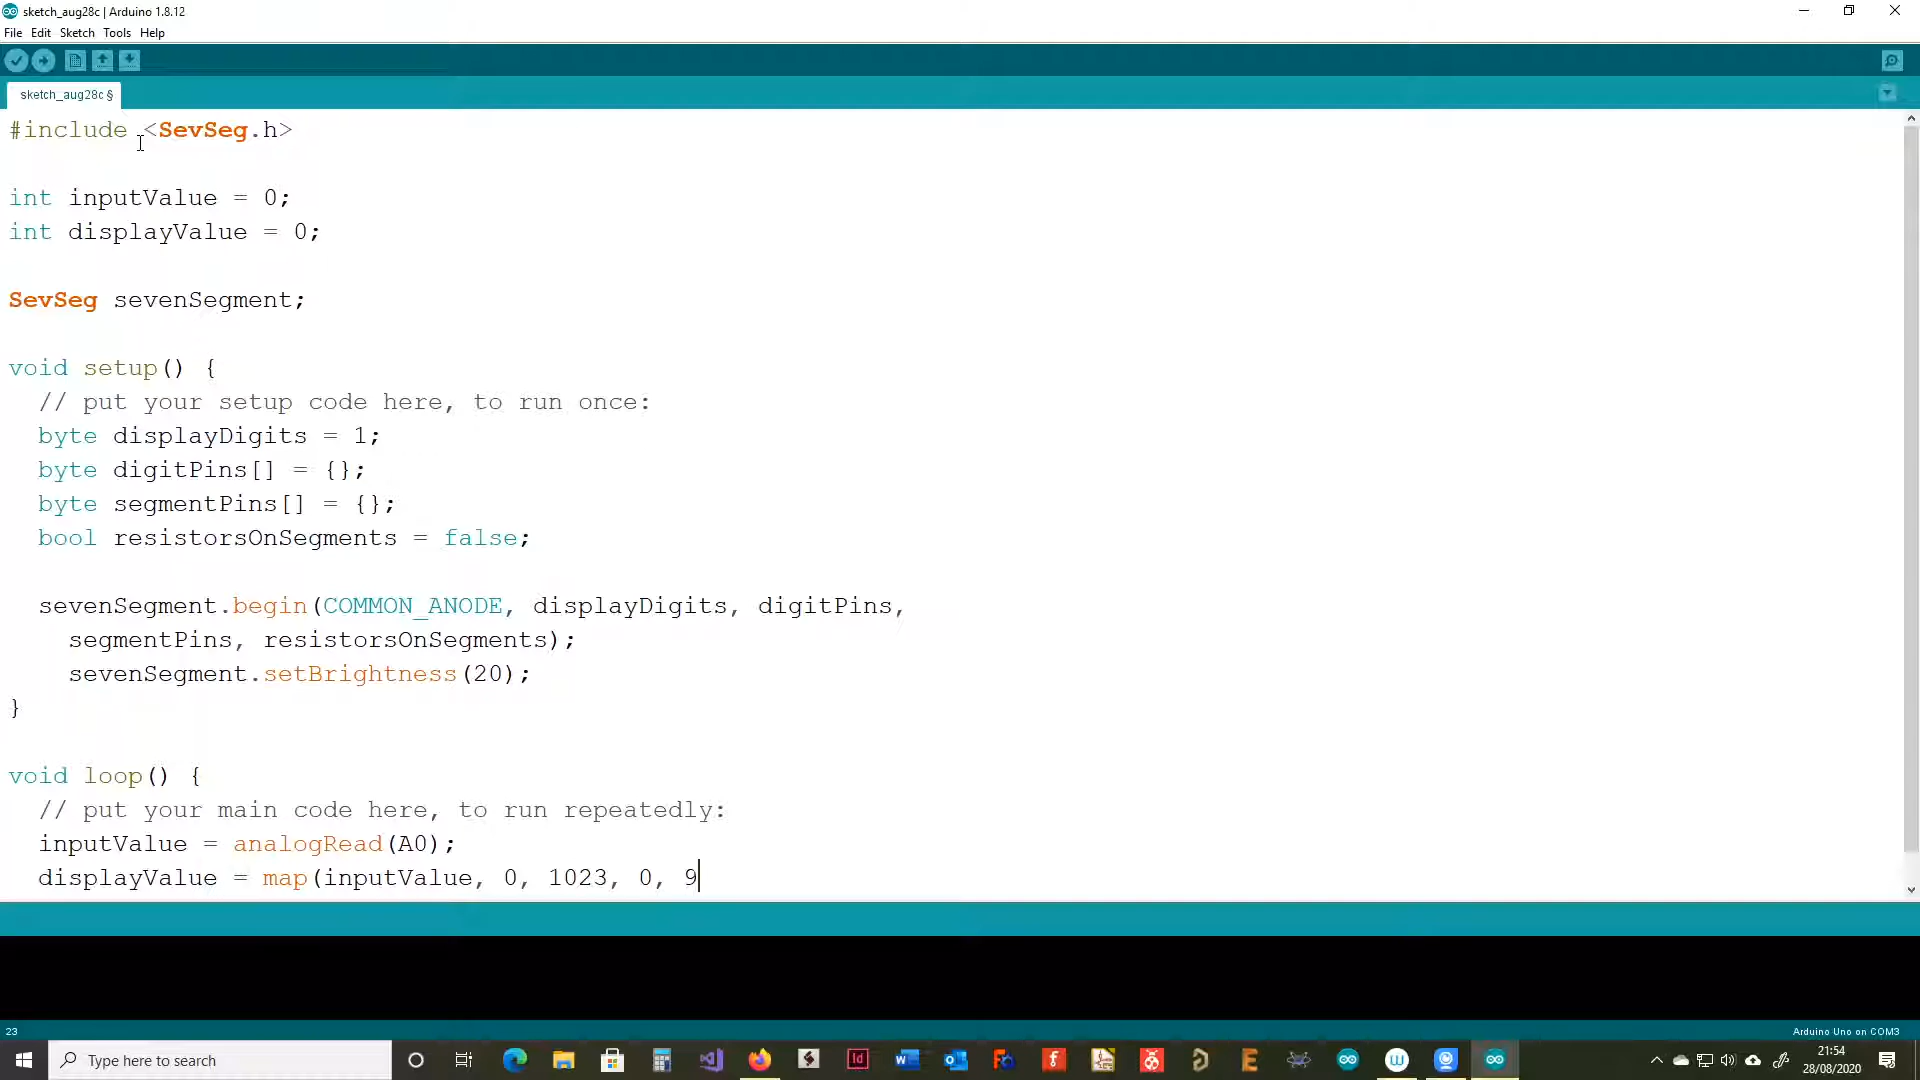 sketch_aug28c | Arduino 1.8.12
File Edit Sketch Tools Help
sketch_aug28c §
#include <SevSeg.h>
int inputValue = 0;
int displayValue = 0;
SevSeg sevenSegment;
void setup() {
// put your setup code here, to run once:
byte displayDigits = 1;
byte digitPins[] = {};
byte segmentPins[] = {};
bool resistorsOnSegments = false;
sevenSegment.begin(COMMON_ANODE, displayDigits, digitPins,
segmentPins, resistorsOnSegments);
sevenSegment.setBrightness(20);
}
void loop() {
// put your main code here, to run repeatedly:
inputValue = analogRead(A0);
displayValue = map(inputValue, 0, 1023, 0, 9
23
Arduino Uno on COM3
Type here to search
21:54
28/08/2020